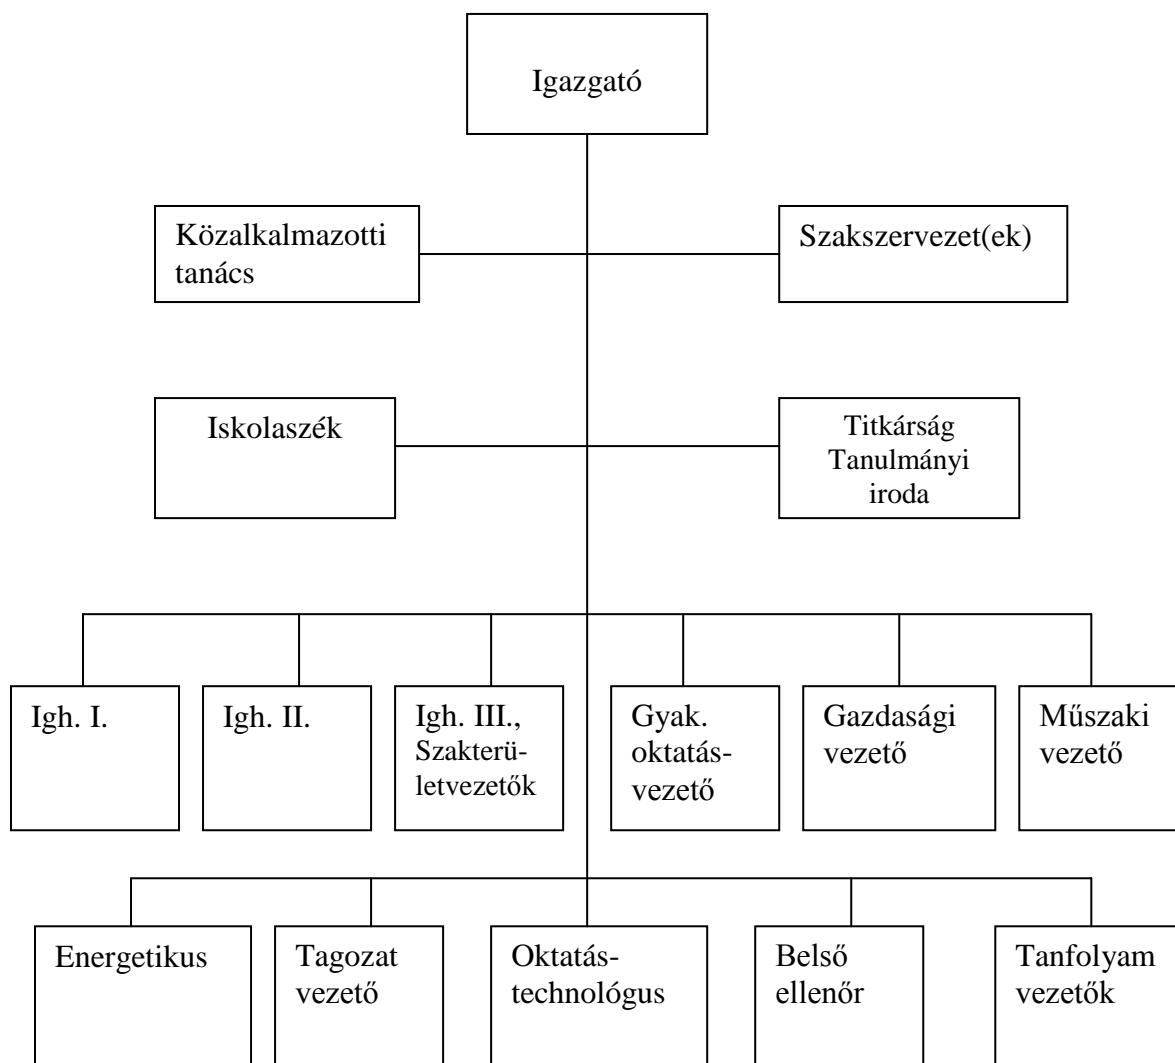 Igazgató
Közalkalmazotti
tanács
Szakszervezet(ek)
Iskolaszék
Titkárság
Tanulmányi
iroda
Igh. I.
Igh. II.
Igh. III.,
Szakterü-
letvezetők
Gyak.
oktatás-
vezető
Gazdasági
vezető
Műszaki
vezető
Energetikus
Tagozat
vezető
Oktatás-
technológus
Belső
ellenőr
Tanfolyam
vezetők